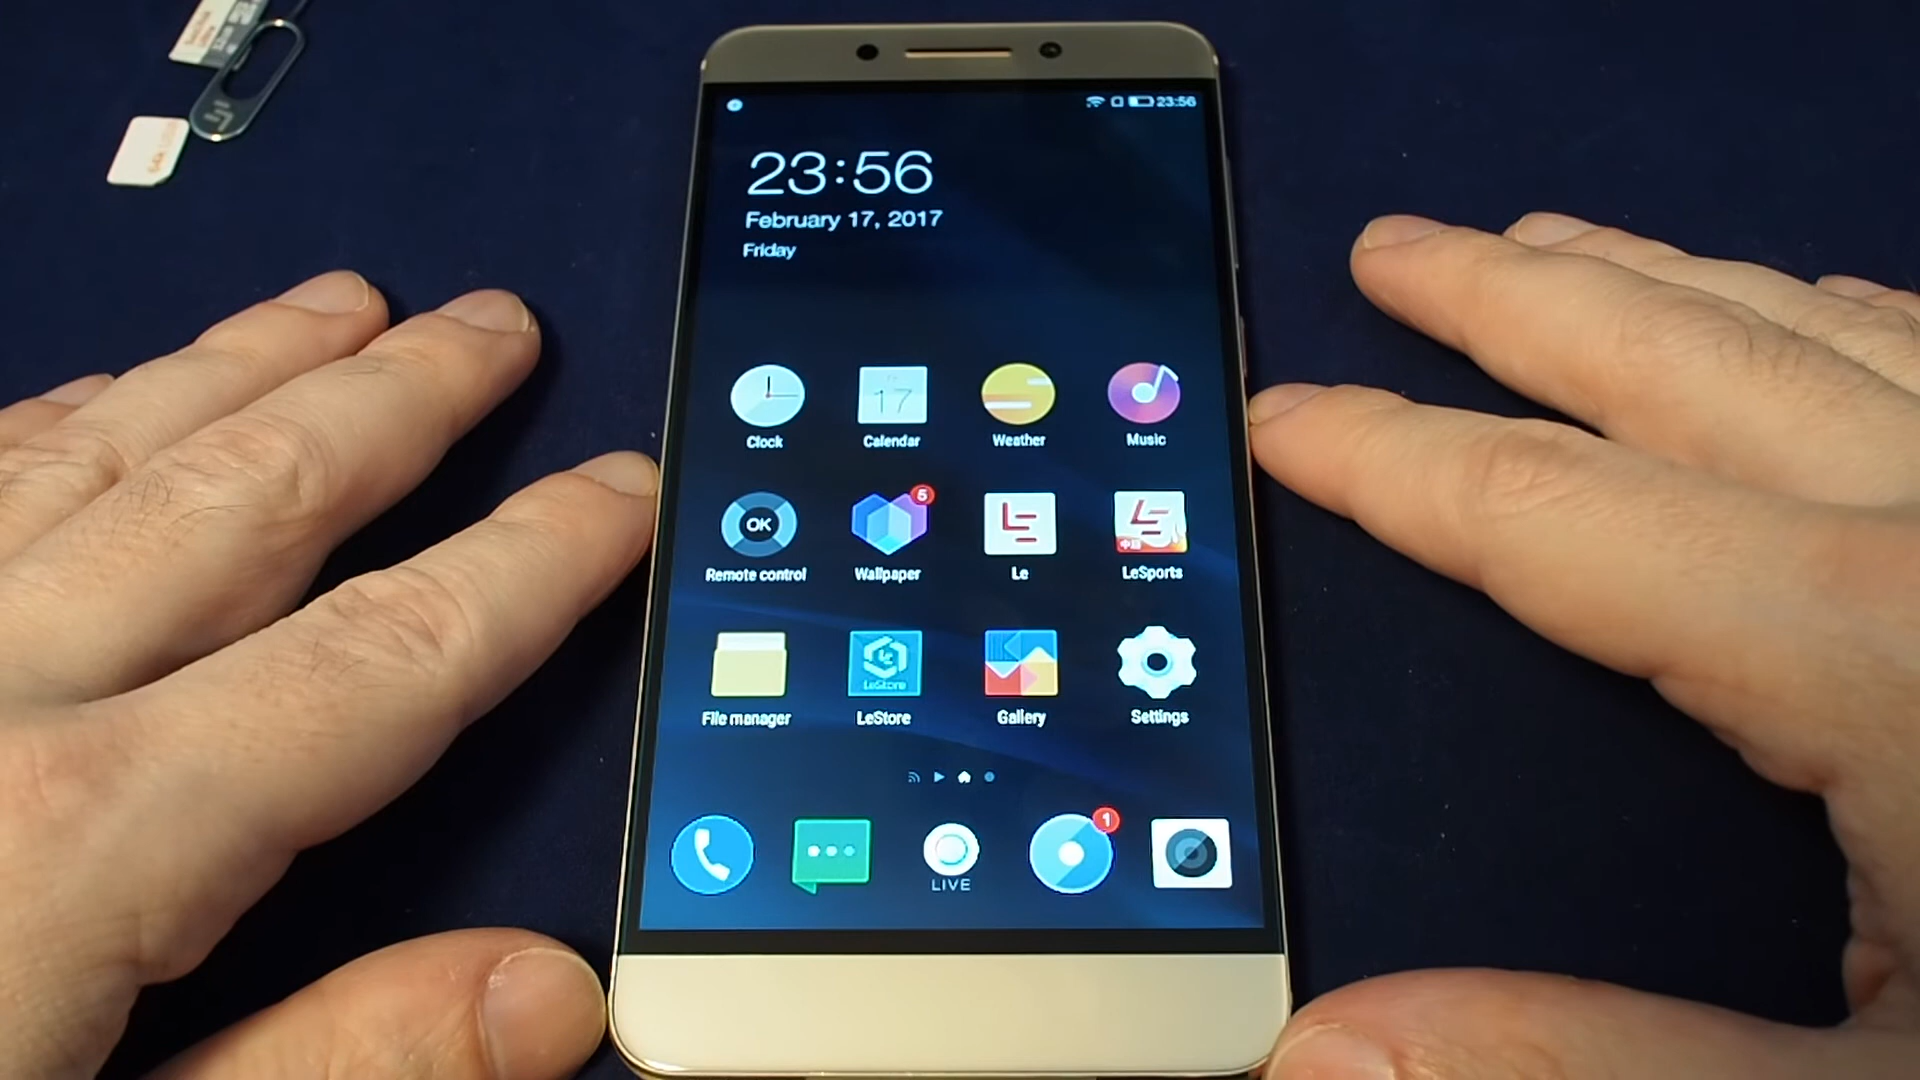 23:56
23:56
February 17, 2017
Friday
17
Clock
Calendar
Weather
Music
OK
5
Remote control
Wallpaper
Le
LeSports
LeStore
File manager
LeStore
Gallery
Settings
1
LIVE